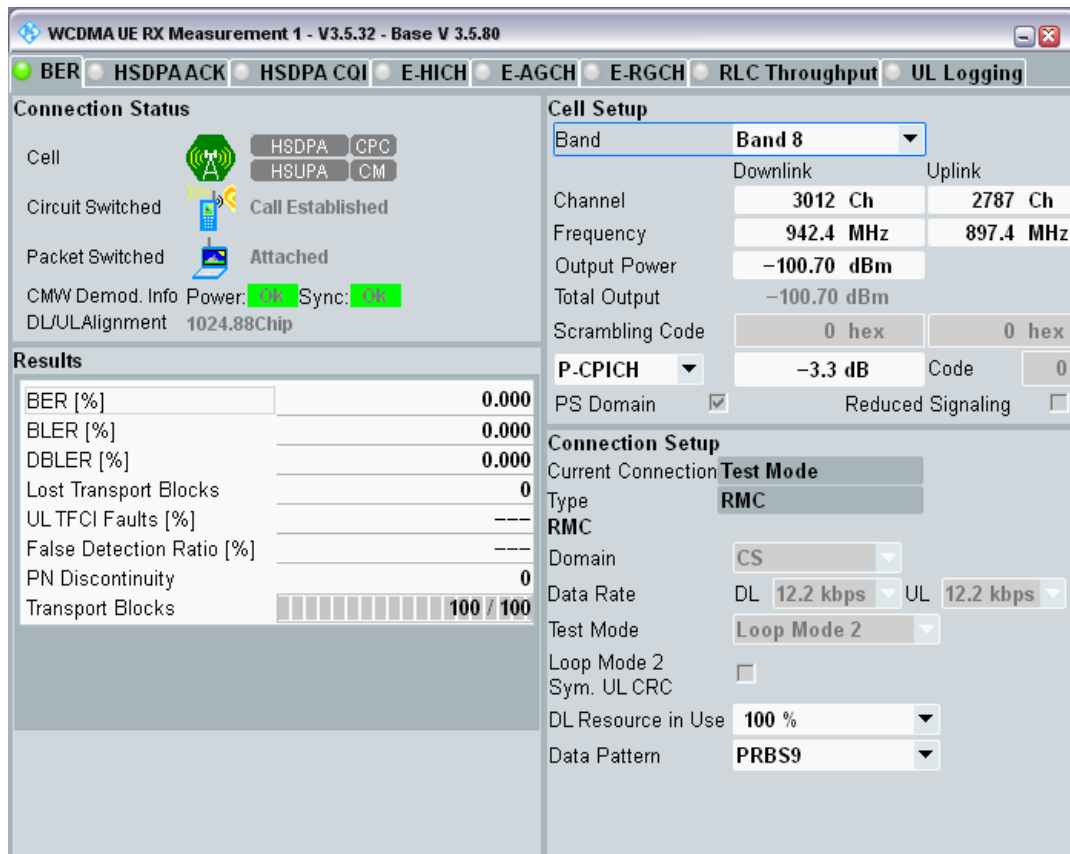 WCDMA UE RX Measurement 1 - V3.5.32 - Base V 3.5.80
BER HSDPA ACK HSDPA CQI E-HICH E-AGCH E-RGCH RLC Throughput UL Logging
Connection Status
Cell
HSDPA CPC
HSUPA CM
Circuit Switched Call Established
Packet Switched Attached
CMW Demod. Info Power: Ok Sync: Ok
DL/ULAlignment 1024.88Chip
Results
BER [%] 0.000
BLER [%] 0.000
DBLER [%] 0.000
Lost Transport Blocks 0
UL TFCI Faults [%] ---
False Detection Ratio [%] ---
PN Discontinuity 0
Transport Blocks 100 / 100
Cell Setup
Band Band 8
Downlink Uplink
Channel 3012 Ch 2787 Ch
Frequency 942.4 MHz 897.4 MHz
Output Power −100.70 dBm
Total Output −100.70 dBm
Scrambling Code 0 hex 0 hex
P-CPICH −3.3 dB Code 0
PS Domain Reduced Signaling
Connection Setup
Current Connection Test Mode
Type RMC
RMC
Domain CS
Data Rate DL 12.2 kbps UL 12.2 kbps
Test Mode Loop Mode 2
Loop Mode 2
Sym. UL CRC
DL Resource in Use 100 %
Data Pattern PRBS9